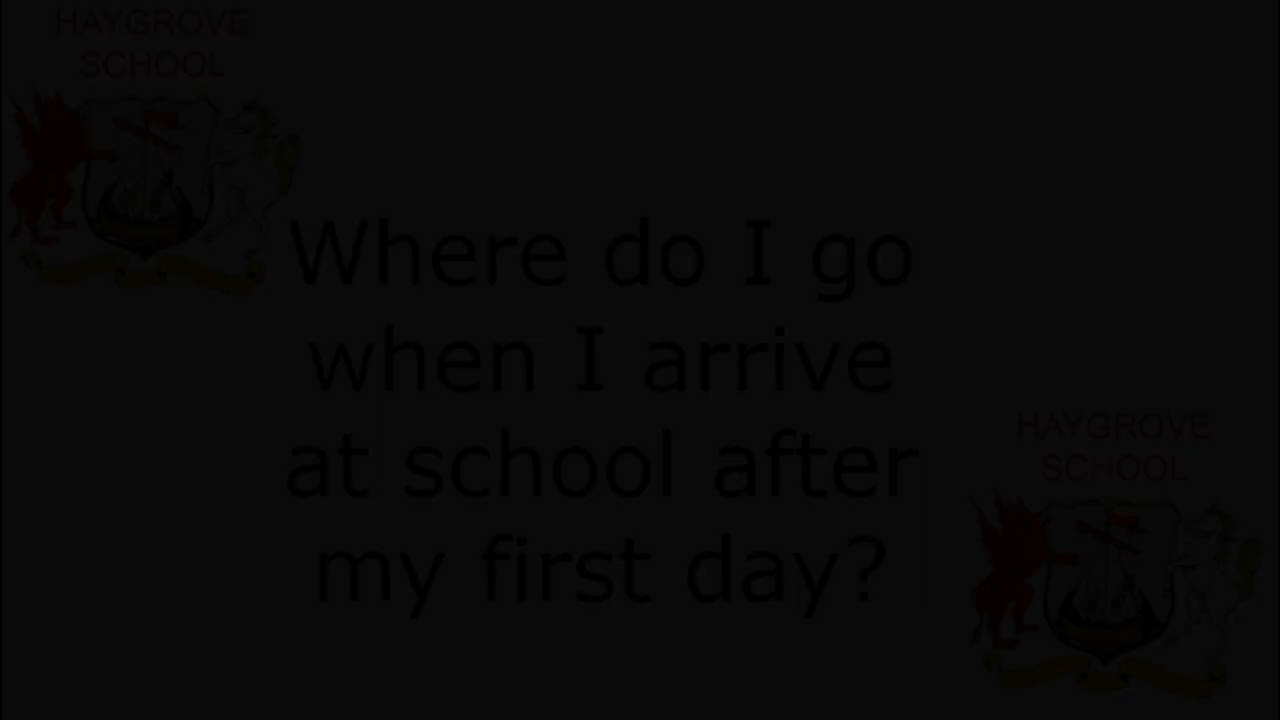 HAYGROVE
SCHOOL
Where do I go
when I arrive
at school after
my first day?
HAYGROVE
SCHOOL